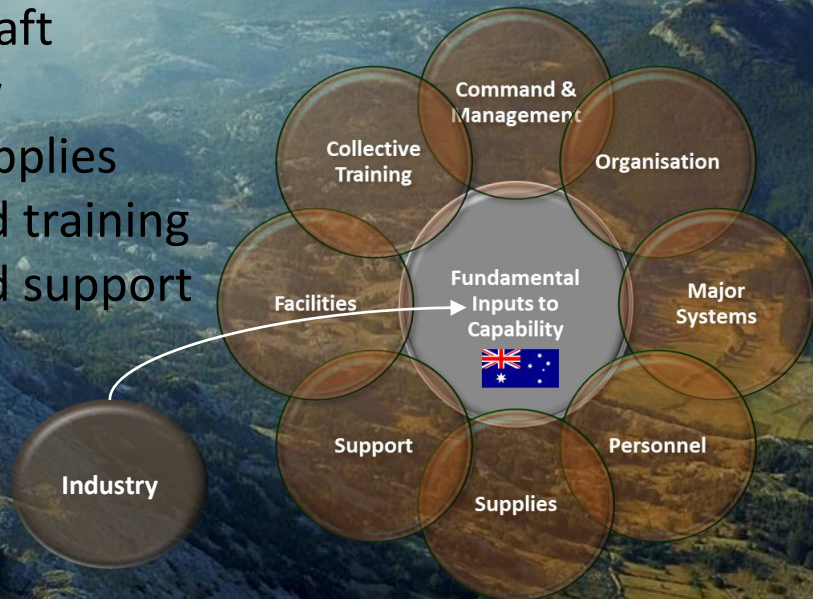 aft
pplies
d training
d support
Command &
Management
Collective
Training
Organisation
Facilities
Fundamental
Inputs to
Capability
Major
Systems
Support
Personnel
Industry
Supplies